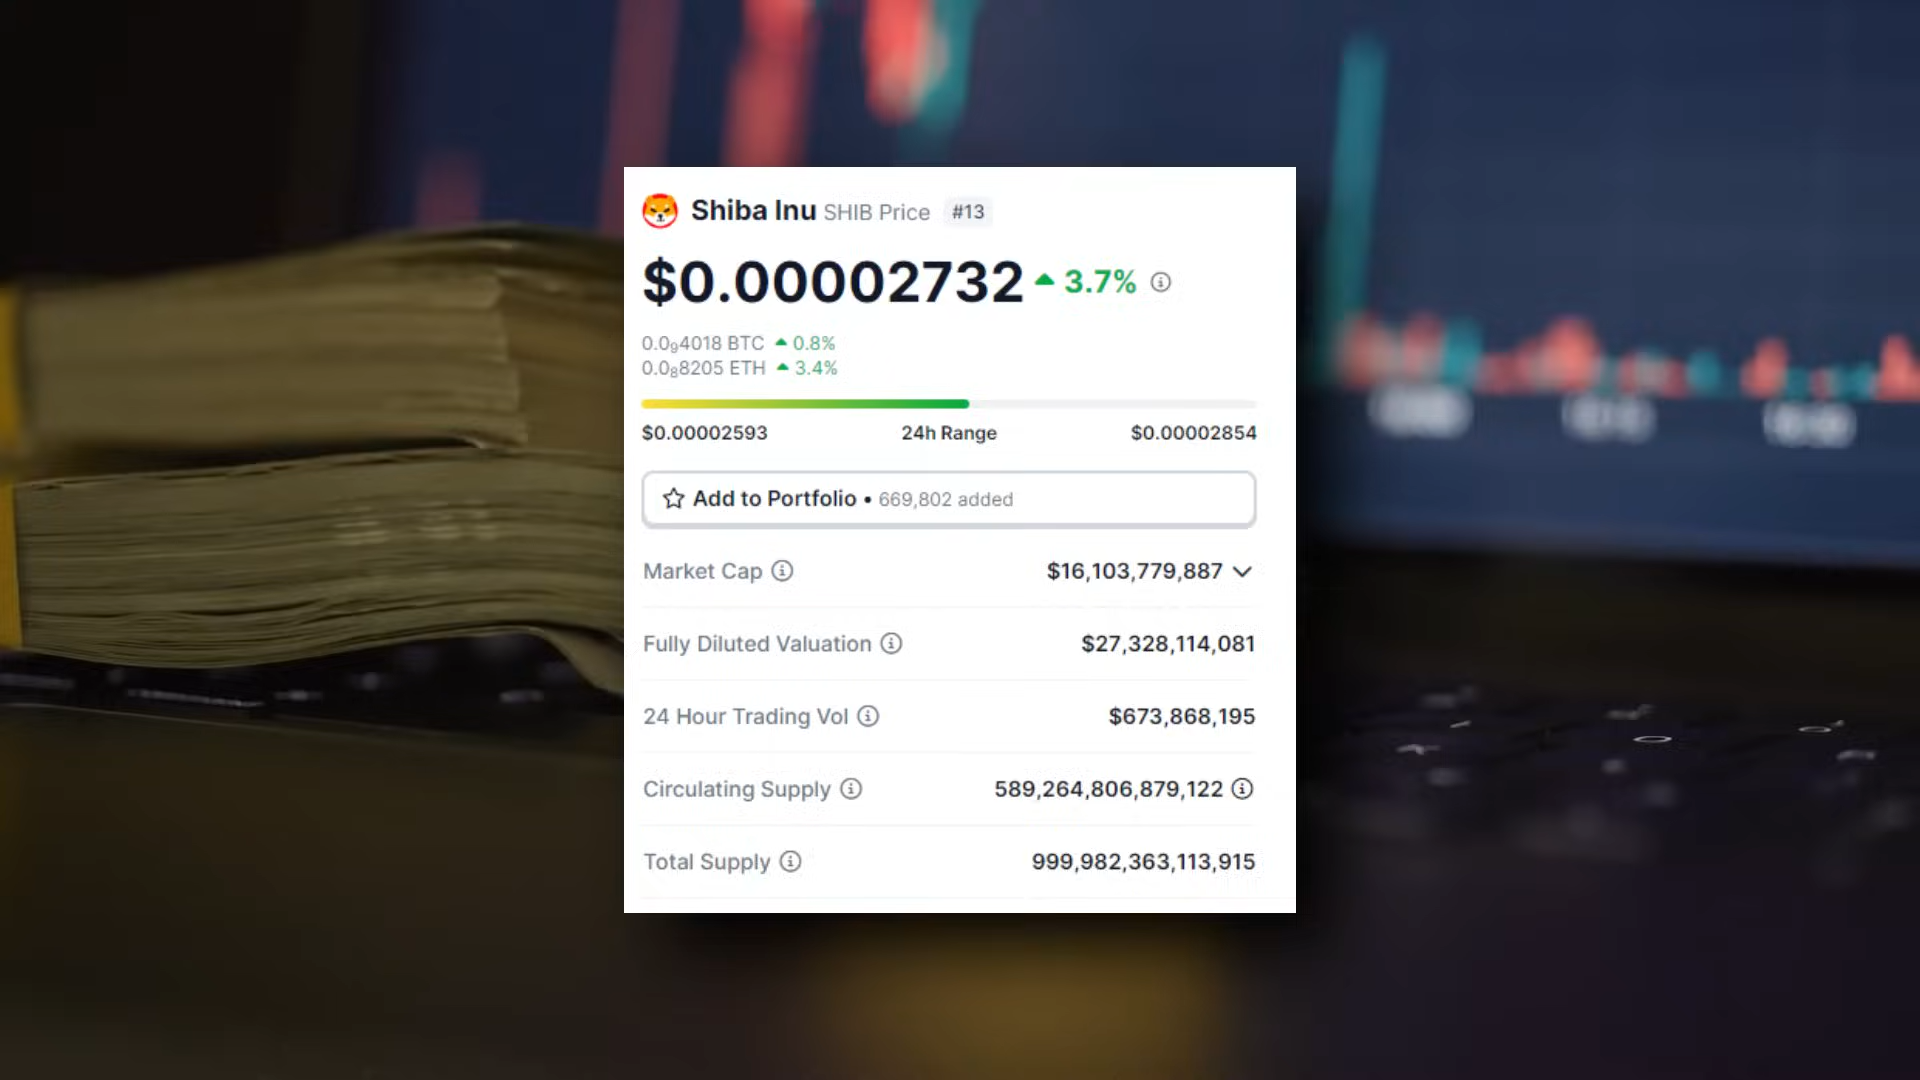 Shiba Inu SHIB Price #13
$0.00002732 ▲ 3.7%
0.0₉4018 BTC ▲ 0.8%
0.0₈8205 ETH ▲ 3.4%
$0.00002593 24h Range $0.00002854
Add to Portfolio • 669,802 added
Market Cap $16,103,779,887
Fully Diluted Valuation $27,328,114,081
24 Hour Trading Vol $673,868,195
Circulating Supply 589,264,806,879,122
Total Supply 999,982,363,113,915